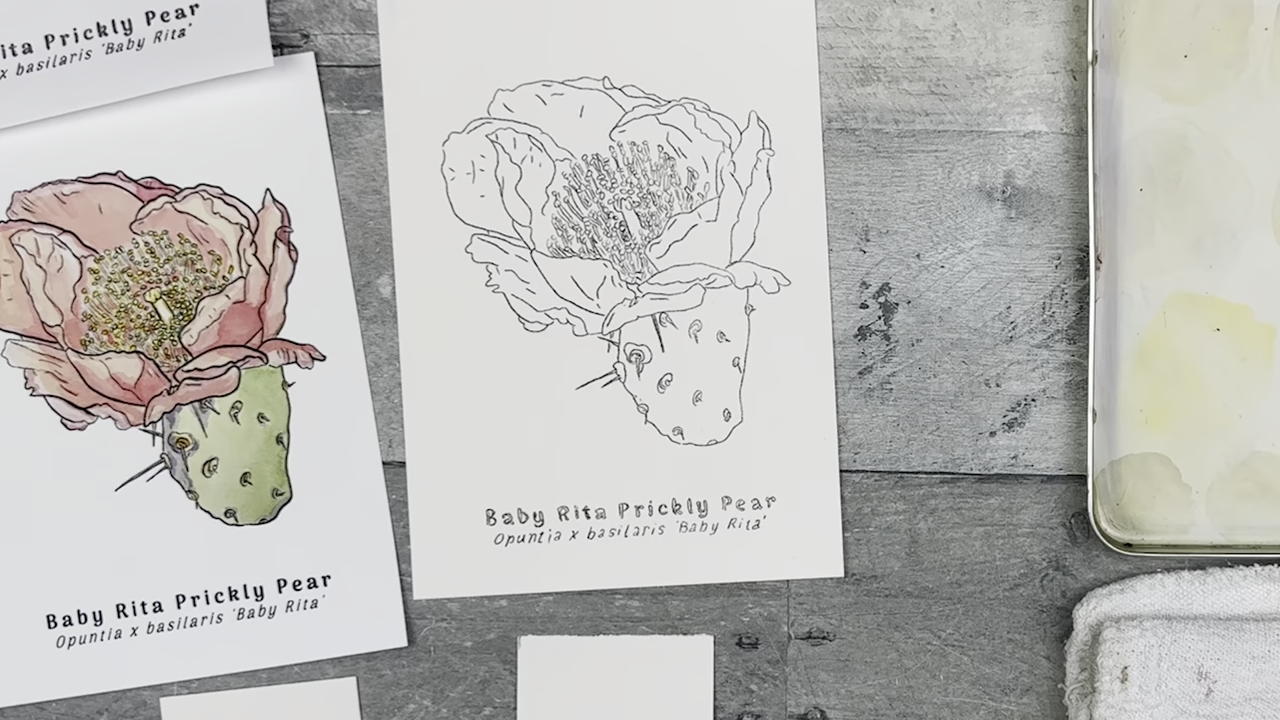 ita Prickly Pear
x basilaris 'Baby Rita'
Baby Rita Prickly Pear
Opuntia x basilaris 'Baby Rita'
Baby Rita Prickly Pear
Opuntia x basilaris 'Baby Rita'